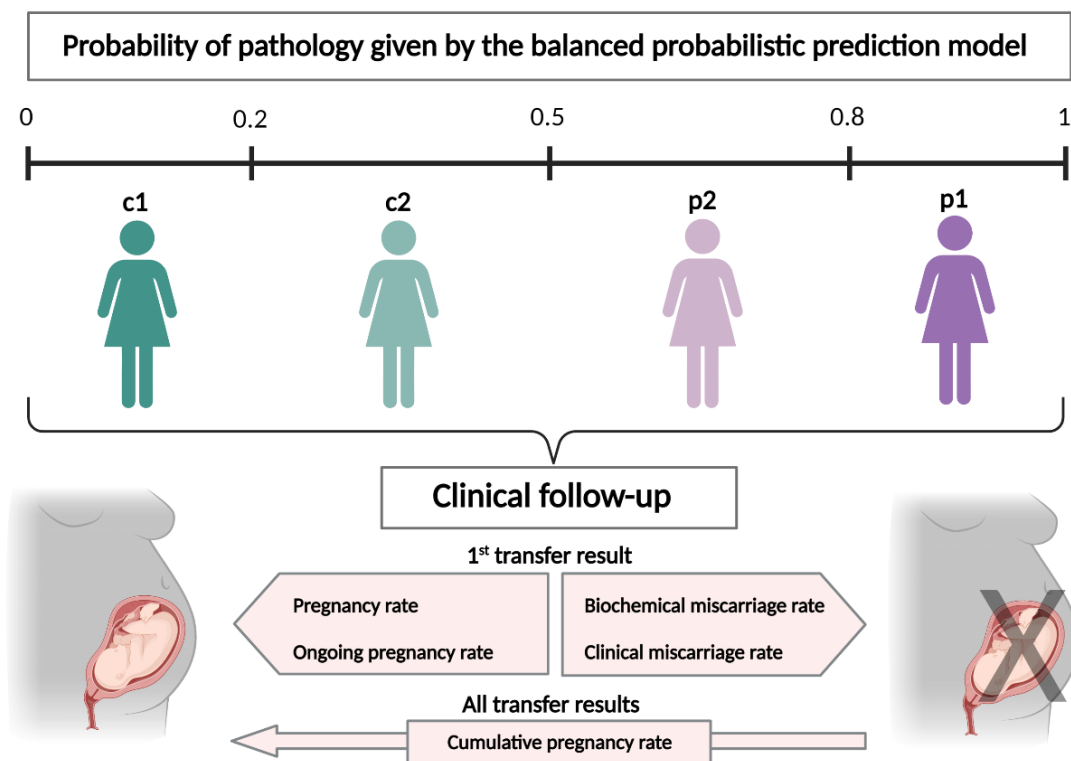 Probability of pathology given by the balanced probabilistic prediction model
0 0.2 0.5 0.8 1
c1 c2 p2 p1
Clinical follow-up
1st transfer result
Pregnancy rate
Ongoing pregnancy rate
Biochemical miscarriage rate
Clinical miscarriage rate
All transfer results
Cumulative pregnancy rate